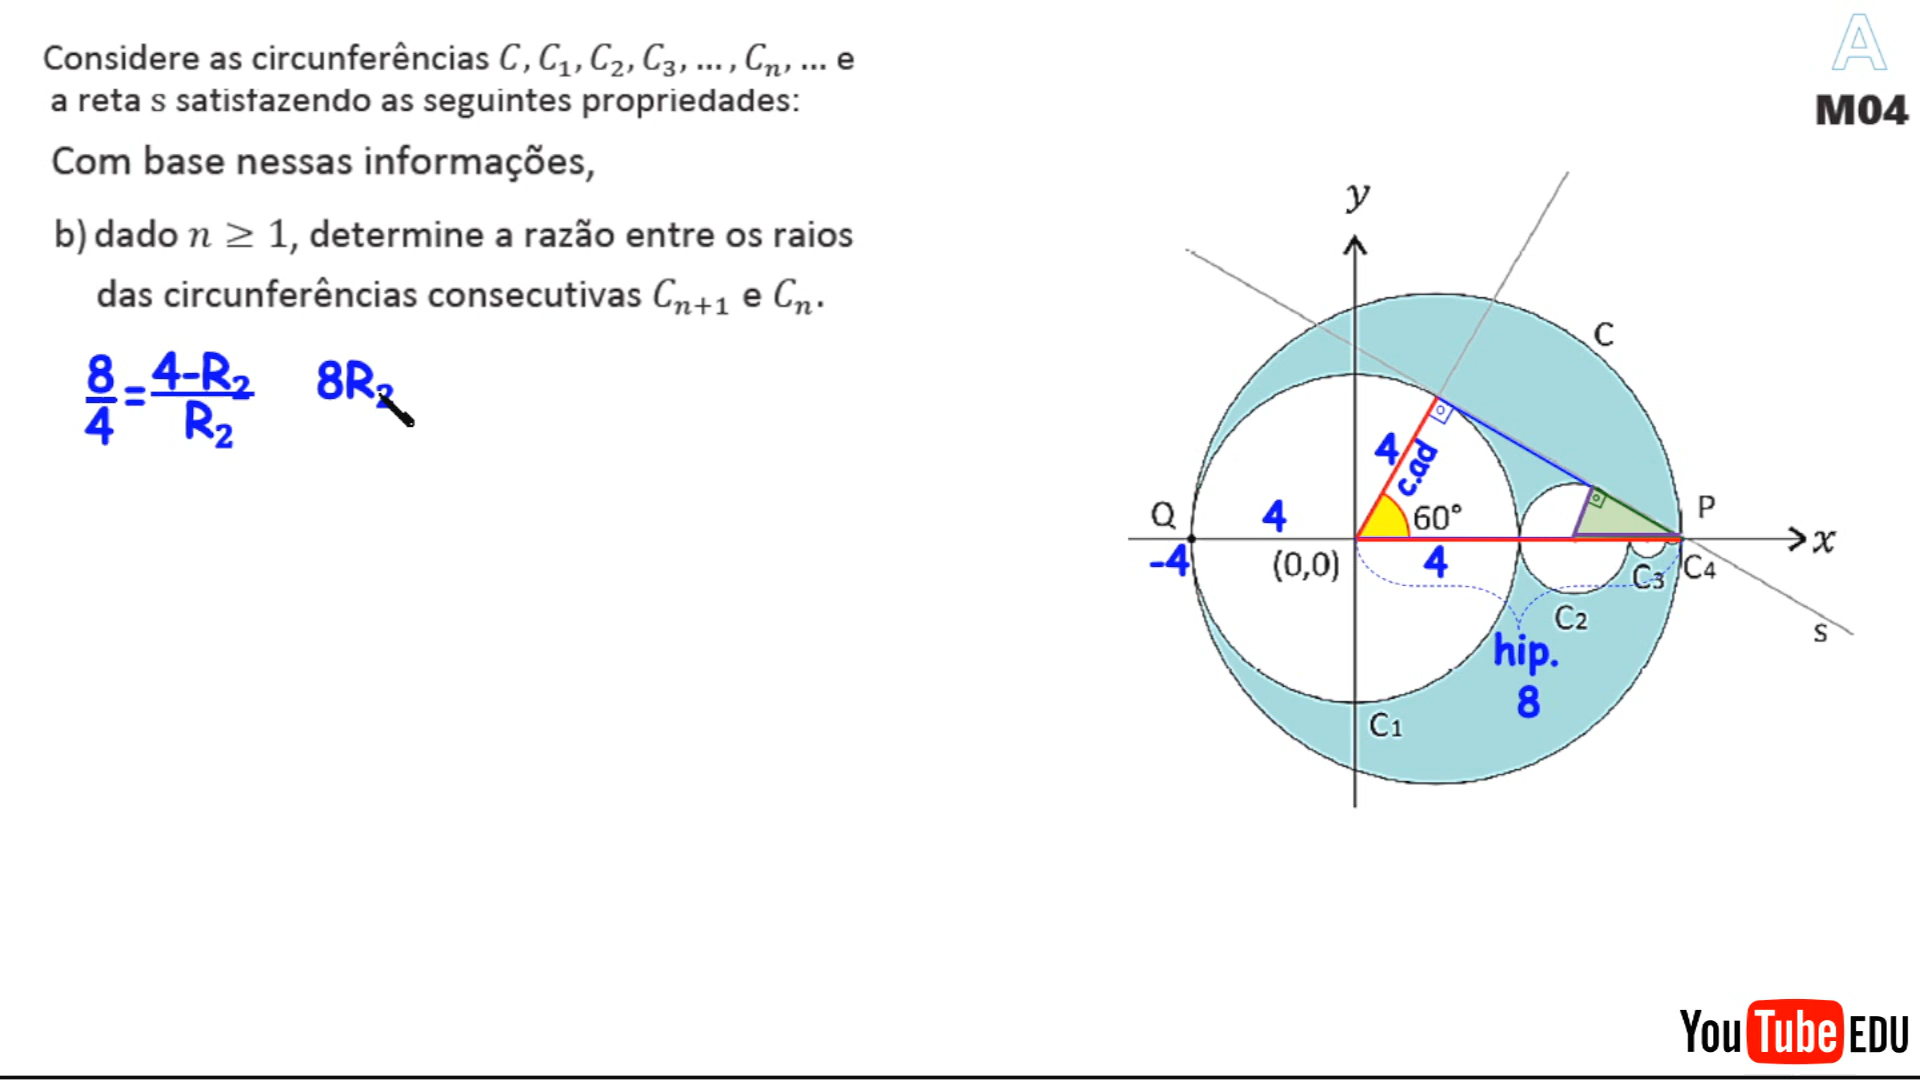 Considere as circunferências C, C₁, C₂, C₃, ... , Cₙ, ... e
a reta s satisfazendo as seguintes propriedades:
Com base nessas informações,
b) dado n ≥ 1, determine a razão entre os raios
das circunferências consecutivas Cₙ₊₁ e Cₙ.
8/4 = 4-R₂/R₂ 8R₂
A
M04
y
C
4
c.ad
60°
Q
4
P
x
-4
(0,0)
4
C₃
C4
C2
s
hip.
8
C1
YouTube EDU